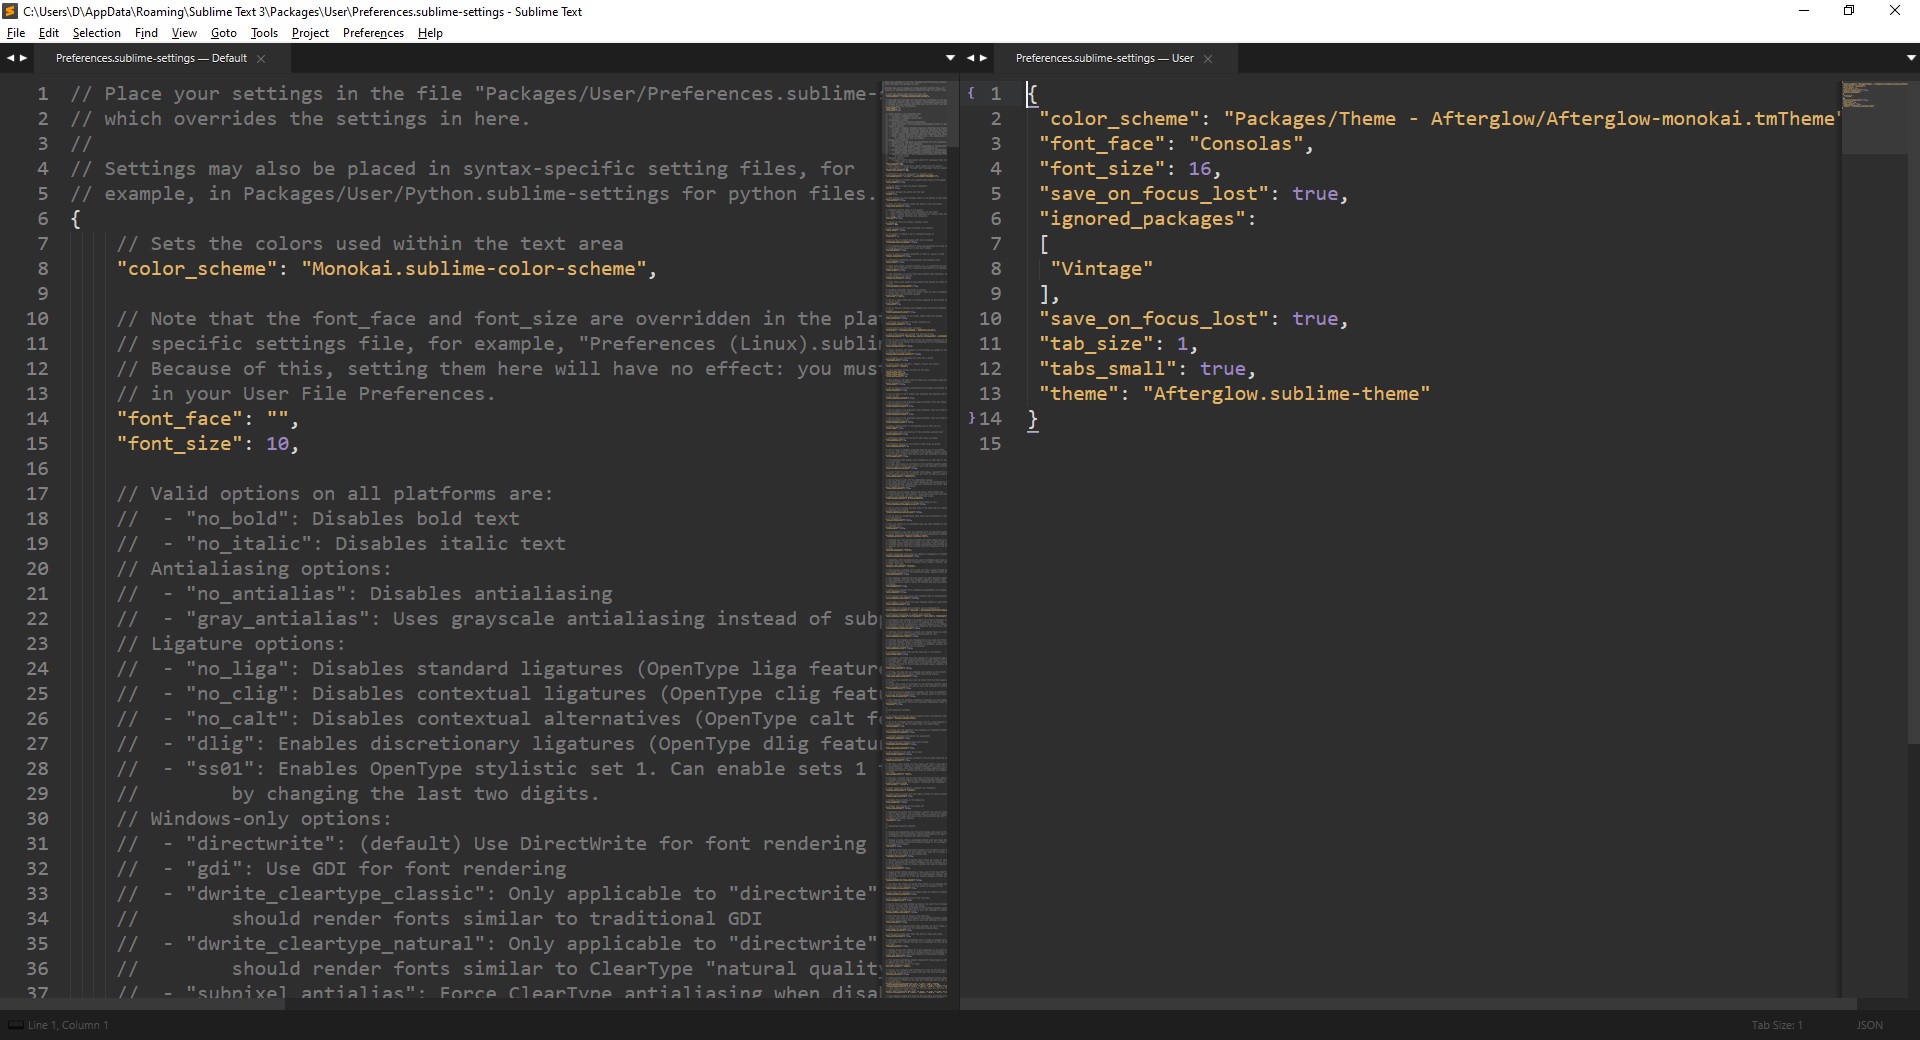 C:\Users\D\AppData\Roaming\Sublime Text 3\Packages\User\Preferences.sublime-settings - Sublime Text
File Edit Selection Find View Goto Tools Project Preferences Help
Preferences.sublime-settings — Default
1 // Place your settings in the file "Packages/User/Preferences.sublime-
2 // which overrides the settings in here.
3 //
4 // Settings may also be placed in syntax-specific setting files, for
5 // example, in Packages/User/Python.sublime-settings for python files.
6 {
7 // Sets the colors used within the text area
8 "color_scheme": "Monokai.sublime-color-scheme",
9
10 // Note that the font_face and font_size are overridden in the
11 // specific settings file, for example, "Preferences (Linux).
12 // Because of this, setting them here will have no effect: you
13 // in your User File Preferences.
14 "font_face": "",
15 "font_size": 10,
16
17 // Valid options on all platforms are:
18 //  - "no_bold": Disables bold text
19 //  - "no_italic": Disables italic text
20 // Antialiasing options:
21 //  - "no_antialias": Disables antialiasing
22 //  - "gray_antialias": Uses grayscale antialiasing instead of
23 // Ligature options:
24 //  - "no_liga": Disables standard ligatures (OpenType liga
25 //  - "no_clig": Disables contextual ligatures (OpenType clig
26 //  - "no_calt": Disables contextual alternatives (OpenType calt
27 //  - "dlig": Enables discretionary ligatures (OpenType dlig
28 //  - "ss01": Enables OpenType stylistic set 1. Can enable sets 1
29 //        by changing the last two digits.
30 // Windows-only options:
31 //  - "directwrite": (default) Use DirectWrite for font rendering
32 //  - "gdi": Use GDI for font rendering
33 //  - "dwrite_cleartype_classic": Only applicable to "directwrite"
34 //        should render fonts similar to traditional GDI
35 //  - "dwrite_cleartype_natural": Only applicable to "directwrite"
36 //        should render fonts similar to ClearType "natural quality
37 //  - "subpixel_antialias": Force ClearType antialiasing when
Preferences.sublime-settings — User
{ 1 {
2 "color_scheme": "Packages/Theme - Afterglow/Afterglow-monokai.tmTheme"
3 "font_face": "Consolas",
4 "font_size": 16,
5 "save_on_focus_lost": true,
6 "ignored_packages":
7 [
8 "Vintage"
9 ],
10 "save_on_focus_lost": true,
11 "tab_size": 1,
12 "tabs_small": true,
13 "theme": "Afterglow.sublime-theme"
} 14 }
15
Line 1, Column 1
Tab Size: 1 JSON